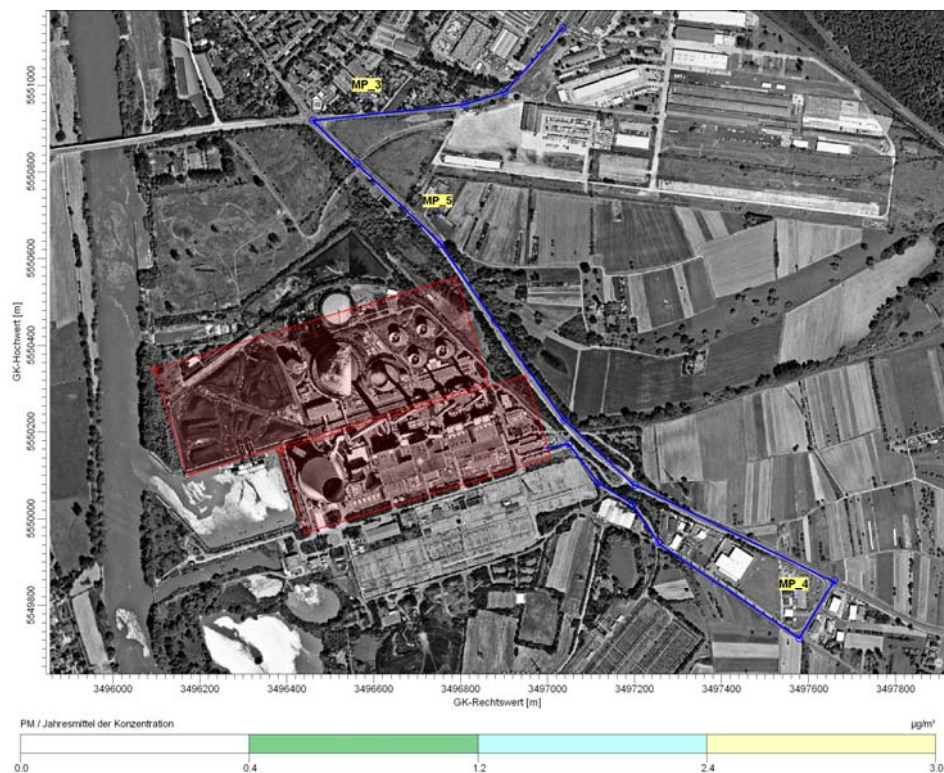 MP_3
MP_5
MP_4
GK-Hochwert [m]
5551000
5550800
5550600
5550400
5550200
5550000
5549800
3496000 3496200 3496400 3496600 3496800 3497000 3497200 3497400 3497600 3497800
GK-Rechtswert [m]
PM / Jahresmittel der Konzentration µg/m³
0.0 0.4 1.2 2.4 3.0